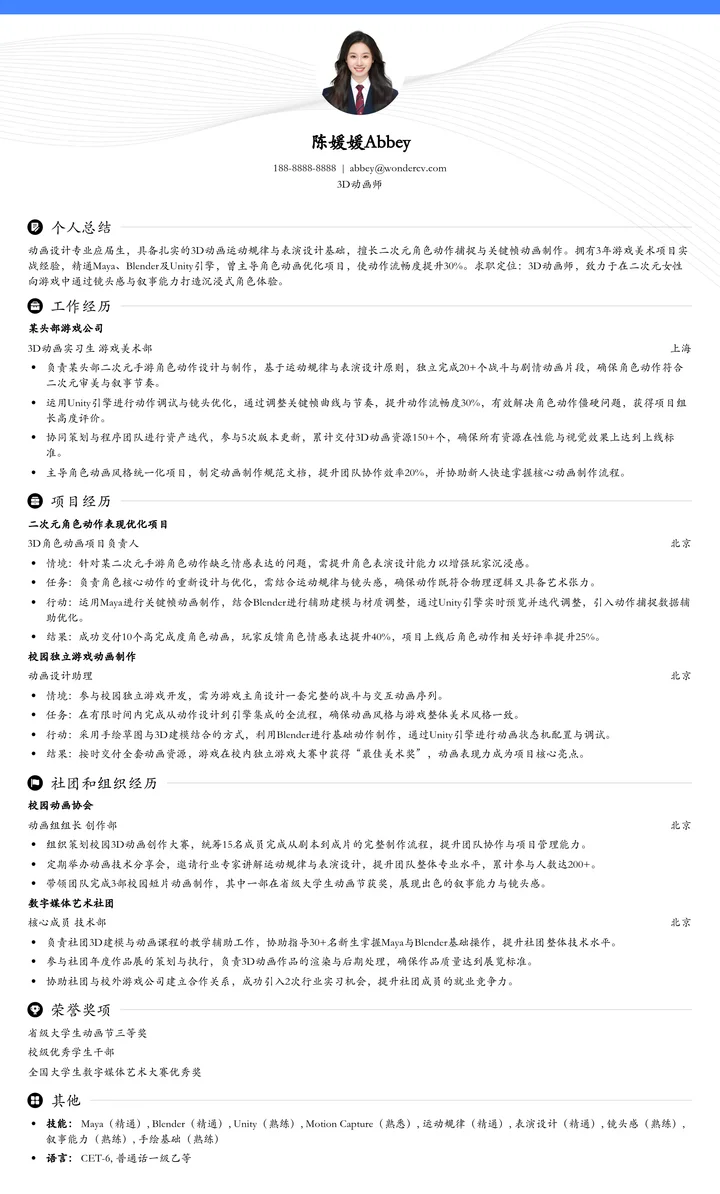 陈媛媛Abbey
188-8888-8888 | abbey@wondercv.com
3D动画师
个人总结
动画设计专业应届生，具备扎实的3D动画运动规律与表演设计基础，擅长二次元角色动作捕捉与关键帧动画制作。拥有3年游戏美术项目实
战经验，精通Maya、Blender及Unity引擎，曾主导角色动画优化项目，使动作流畅度提升30%。求职定位：3D动画师，致力于在二次元女性
向游戏中通过镜头感与叙事能力打造沉浸式角色体验。
工作经历
某头部游戏公司
3D动画实习生 游戏美术部 上海
• 负责某头部二次元手游角色动作设计与制作，基于运动规律与表演设计原则，独立完成20+个战斗与剧情动画片段，确保角色动作符合
二次元审美与叙事节奏。
• 运用Unity引擎进行动作调试与镜头优化，通过调整关键帧曲线与节奏，提升动作流畅度30%，有效解决角色动作僵硬问题，获得项目组
长高度评价。
• 协同策划与程序团队进行资产迭代，参与5次版本更新，累计交付3D动画资源150+个，确保所有资源在性能与视觉效果上达到上线标
准。
• 主导角色动画风格统一化项目，制定动画制作规范文档，提升团队协作效率20%，并协助新人快速掌握核心动画制作流程。
项目经历
二次元角色动作表现优化项目
3D角色动画项目负责人 北京
• 情境：针对某二次元手游角色动作缺乏情感表达的问题，需提升角色表演设计能力以增强玩家沉浸感。
• 任务：负责角色核心动作的重新设计与优化，需结合运动规律与镜头感，确保动作既符合物理逻辑又具备艺术张力。
• 行动：运用Maya进行关键帧动画制作，结合Blender进行辅助建模与材质调整，通过Unity引擎实时预览并迭代调整，引入动作捕捉数据辅
助优化。
• 结果：成功交付10个高完成度角色动画，玩家反馈角色情感表达提升40%，项目上线后角色动作相关好评率提升25%。
校园独立游戏动画制作
动画设计助理 北京
• 情境：参与校园独立游戏开发，需为游戏主角设计一套完整的战斗与交互动画序列。
• 任务：在有限时间内完成从动作设计到引擎集成的全流程，确保动画风格与游戏整体美术风格一致。
• 行动：采用手绘草图与3D建模结合的方式，利用Blender进行基础动作制作，通过Unity引擎进行动画状态机配置与调试。
• 结果：按时交付全套动画资源，游戏在校内独立游戏大赛中获得“最佳美术奖”，动画表现力成为项目核心亮点。
社团和组织经历
校园动画协会
动画组组长 创作部 北京
• 组织策划校园3D动画创作大赛，统筹15名成员完成从剧本到成片的完整制作流程，提升团队协作与项目管理能力。
• 定期举办动画技术分享会，邀请行业专家讲解运动规律与表演设计，提升团队整体专业水平，累计参与人数达200+。
• 带领团队完成3部校园短片动画制作，其中一部在省级大学生动画节获奖，展现出色的叙事能力与镜头感。
数字媒体艺术社团
核心成员 技术部 北京
• 负责社团3D建模与动画课程的教学辅助工作，协助指导30+名新生掌握Maya与Blender基础操作，提升社团整体技术水平。
• 参与社团年度作品展的策划与执行，负责3D动画作品的渲染与后期处理，确保作品质量达到展览标准。
• 协助社团与校外游戏公司建立合作关系，成功引入2次行业实习机会，提升社团成员的就业竞争力。
荣誉奖项
省级大学生动画节三等奖
校级优秀学生干部
全国大学生数字媒体艺术大赛优秀奖
其他
• 技能： Maya（精通）, Blender（精通）, Unity（熟练）, Motion Capture（熟悉）, 运动规律（精通）, 表演设计（精通）, 镜头感（熟练）,
叙事能力（熟练）, 手绘基础（熟练）
• 语言： CET-6, 普通话一级乙等